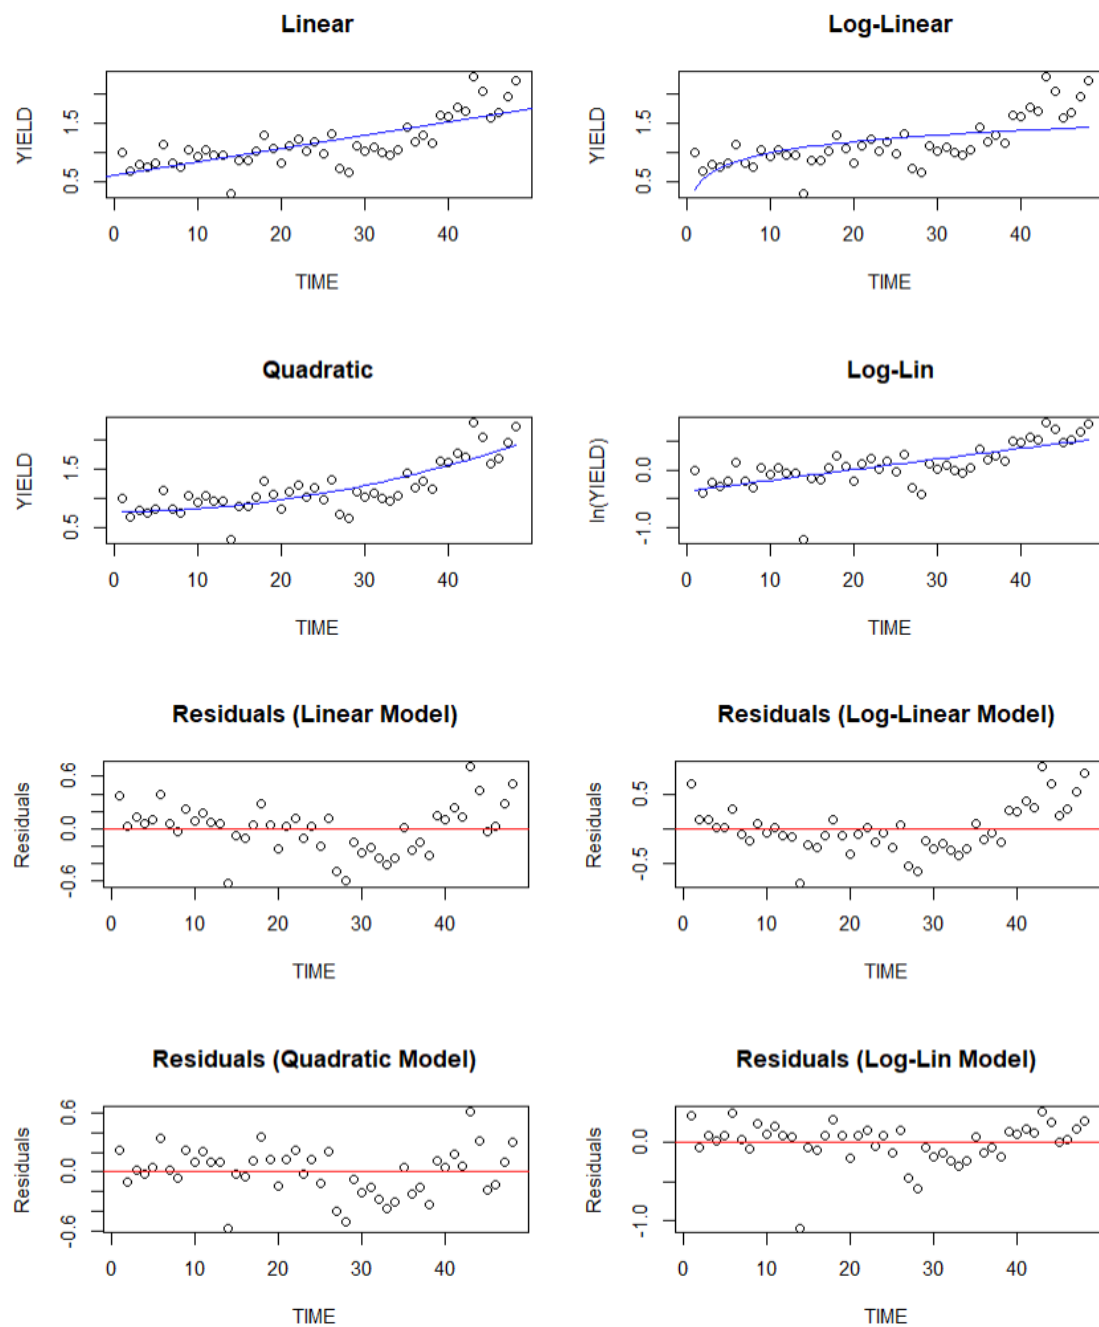 Linear
YIELD
0.5 1.5
0 10 20 30 40
TIME
Log-Linear
YIELD
0.5 1.5
0 10 20 30 40
TIME
Quadratic
YIELD
0.5 1.5
0 10 20 30 40
TIME
Log-Lin
ln(YIELD)
-1.0 0.0
0 10 20 30 40
TIME
Residuals (Linear Model)
Residuals
-0.6 0.0 0.6
0 10 20 30 40
TIME
Residuals (Log-Linear Model)
Residuals
-0.5 0.5
0 10 20 30 40
TIME
Residuals (Quadratic Model)
Residuals
-0.6 0.0 0.6
0 10 20 30 40
TIME
Residuals (Log-Lin Model)
Residuals
-1.0 0.0
0 10 20 30 40
TIME